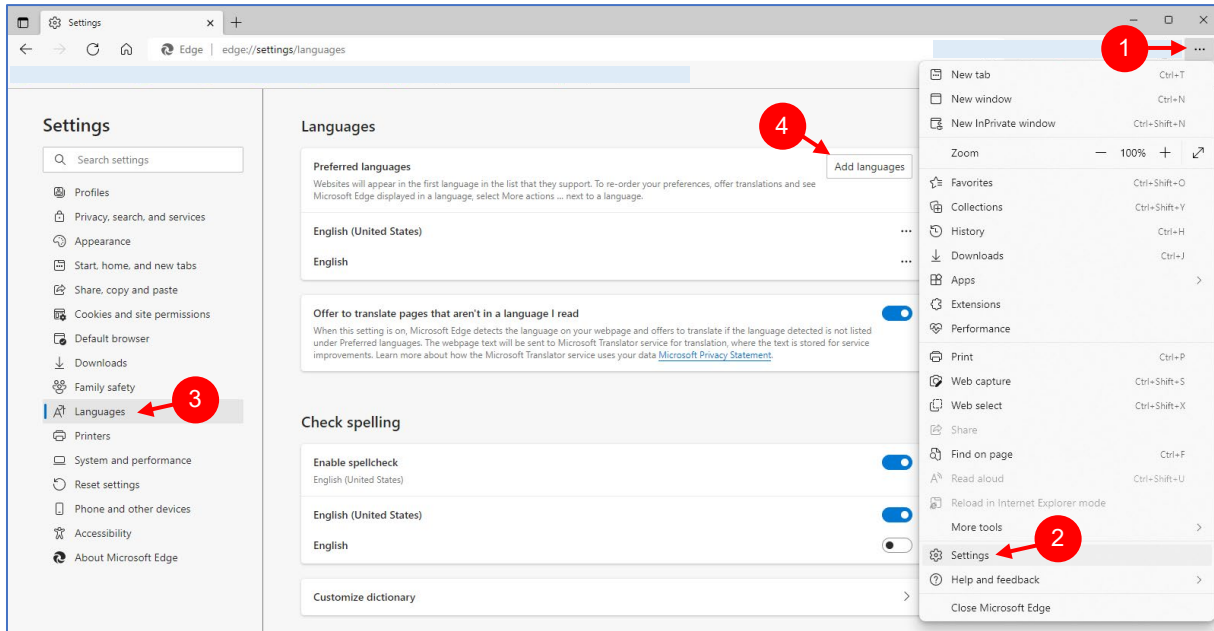 Settings
Edge | edge://settings/languages
1
Settings
Search settings
Profiles
Privacy, search, and services
Appearance
Start, home, and new tabs
Share, copy and paste
Cookies and site permissions
Default browser
Downloads
Family safety
Languages
3
Printers
System and performance
Reset settings
Phone and other devices
Accessibility
About Microsoft Edge
Languages
4
Preferred languages
Add languages
Websites will appear in the first language in the list that they support. To re-order your preferences, offer translations and see
Microsoft Edge displayed in a language, select More actions ... next to a language.
English (United States)
English
Offer to translate pages that aren't in a language I read
When this setting is on, Microsoft Edge detects the language on your webpage and offers to translate if the language detected is not listed
under Preferred languages. The webpage text will be sent to Microsoft Translator service for translation, where the text is stored for service
improvements. Learn more about how the Microsoft Translator service uses your data Microsoft Privacy Statement.
Check spelling
Enable spellcheck
English (United States)
English (United States)
English
Customize dictionary
New tab Ctrl+T
New window Ctrl+N
New InPrivate window Ctrl+Shift+N
Zoom — 100% +
Favorites Ctrl+Shift+O
Collections Ctrl+Shift+Y
History Ctrl+H
Downloads Ctrl+J
Apps
Extensions
Performance
Print Ctrl+P
Web capture Ctrl+Shift+S
Web select Ctrl+Shift+X
Share
Find on page Ctrl+F
Read aloud Ctrl+Shift+U
Reload in Internet Explorer mode
More tools
2
Settings
Help and feedback
Close Microsoft Edge